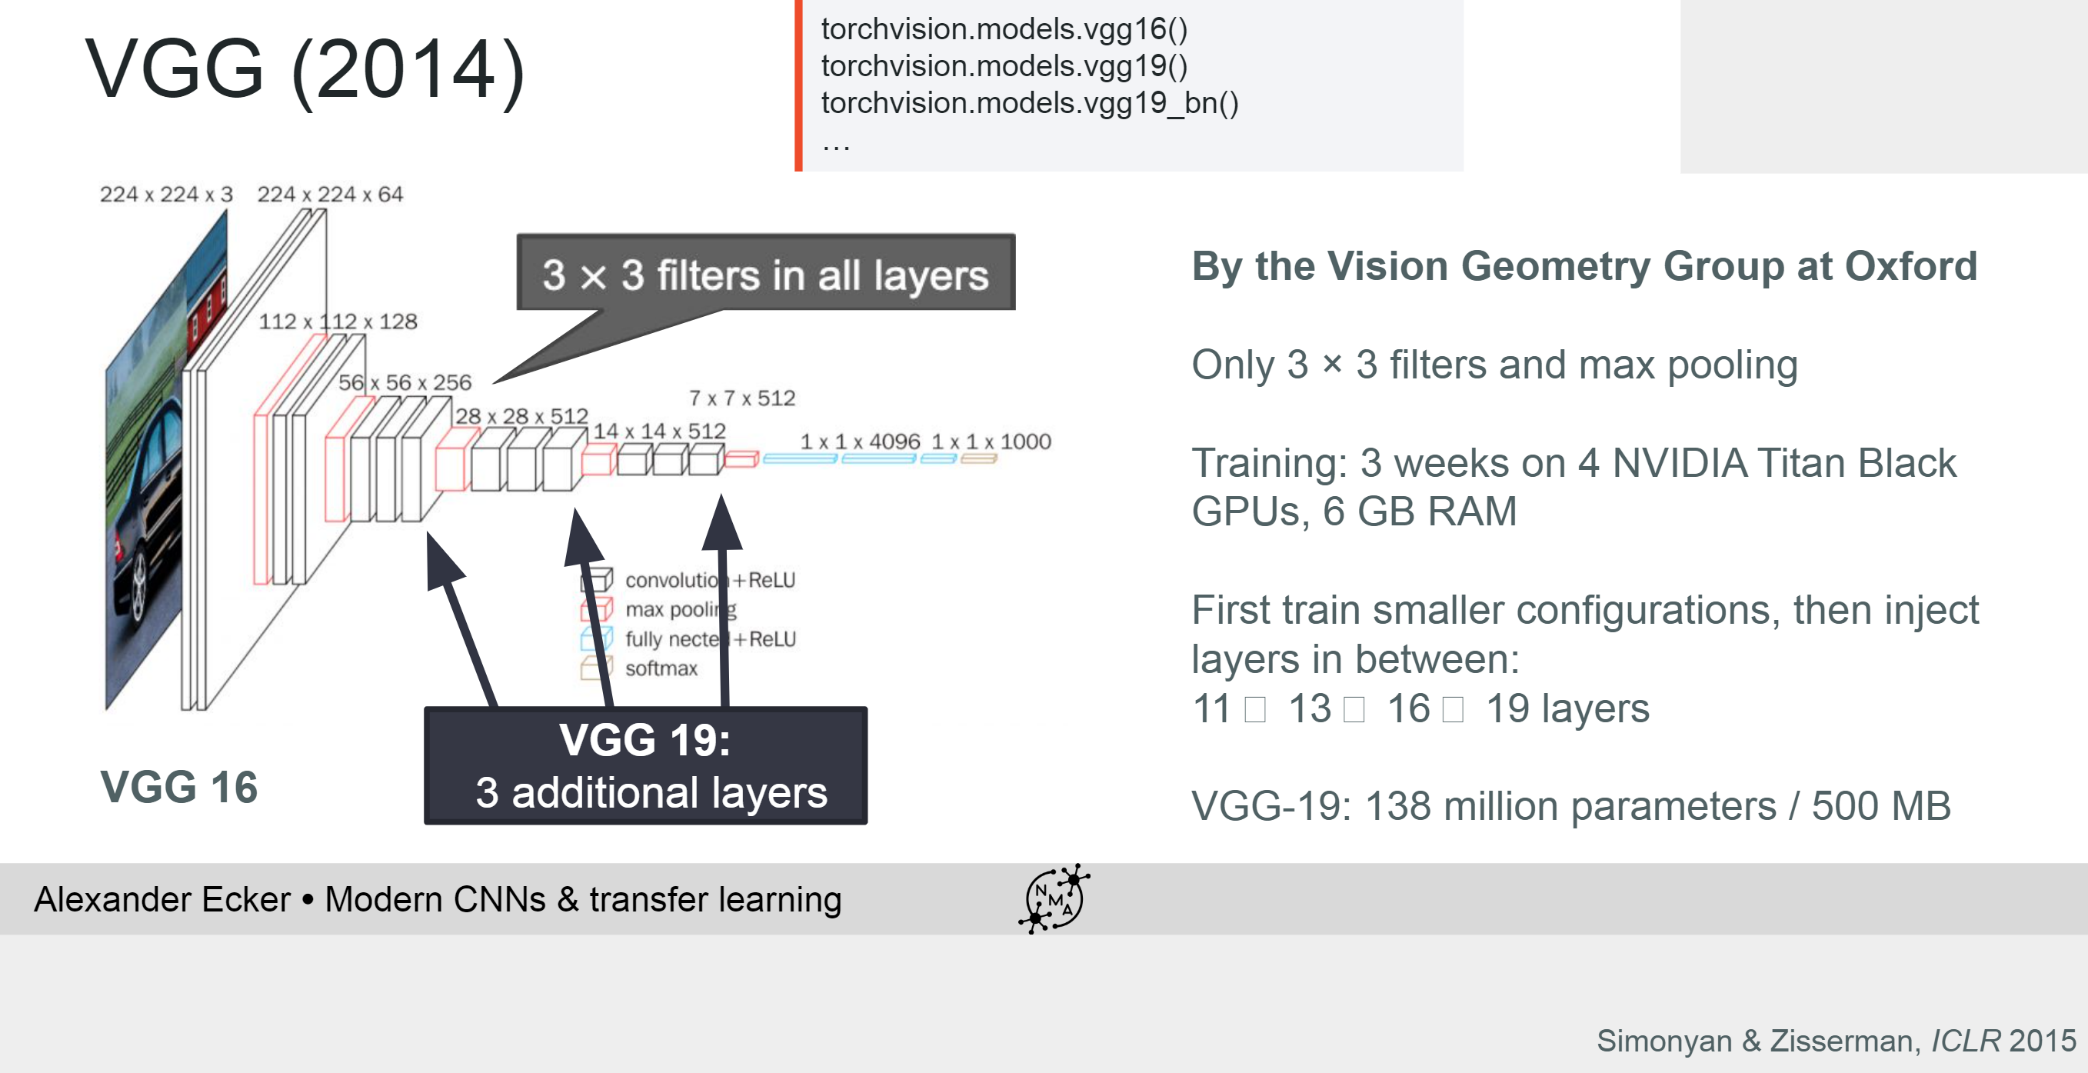 VGG (2014)
torchvision.models.vgg16()
torchvision.models.vgg19()
torchvision.models.vgg19_bn()
…
224 x 224 x 3
224 x 224 x 64
3 × 3 filters in all layers
112 x 112 x 128
56 x 56 x 256
28 x 28 x 512
14 x 14 x 512
7 x 7 x 512
1 x 1 x 4096
1 x 1 x 1000
convolution+ReLU
max pooling
fully nected+ReLU
softmax
VGG 19:
3 additional layers
VGG 16
By the Vision Geometry Group at Oxford
Only 3 × 3 filters and max pooling
Training: 3 weeks on 4 NVIDIA Titan Black
GPUs, 6 GB RAM
First train smaller configurations, then inject
layers in between:
11 □ 13 □ 16 □ 19 layers
VGG-19: 138 million parameters / 500 MB
Alexander Ecker • Modern CNNs & transfer learning
NMA
Simonyan & Zisserman, ICLR 2015